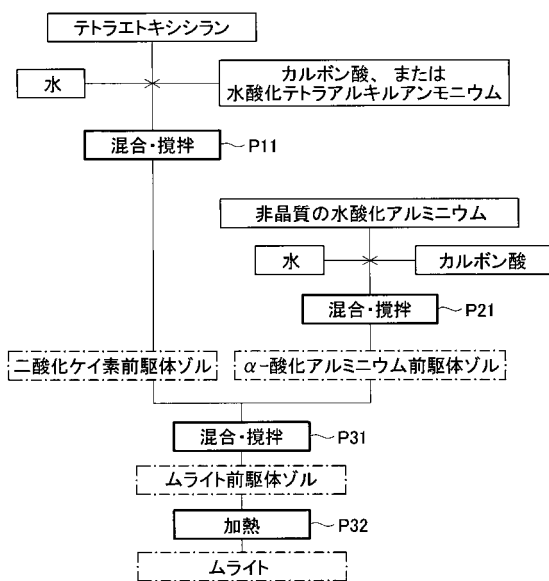 テトラエトキシシラン
水
カルボン酸、または
水酸化テトラアルキルアンモニウム
混合・撹拌
P11
非晶質の水酸化アルミニウム
水
カルボン酸
混合・撹拌
P21
二酸化ケイ素前駆体ゾル
α-酸化アルミニウム前駆体ゾル
混合・撹拌
P31
ムライト前駆体ゾル
加熱
P32
ムライト